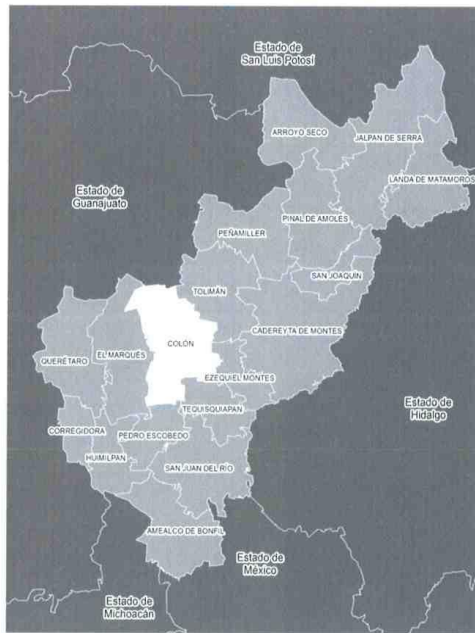 Estado de
San Luis Potosí
ARROYO SECO
JALPAN DE SERRA
LANDA DE MATAMOROS
Estado de
Guanajuato
PINAL DE AMOLES
PEÑAMILLER
SAN JOAQUÍN
TOLIMÁN
CADEREYTA DE MONTES
COLÓN
QUERÉTARO
EL MARQUÉS
EZEQUIEL MONTES
TEQUISQUIAPAN
Estado de
Hidalgo
CORREGIDORA
PEDRO ESCOBEDO
HUIMILPAN
SAN JUAN DEL RÍO
AMEALCO DE BONFIL
Estado de
México
Estado de
Michoacán